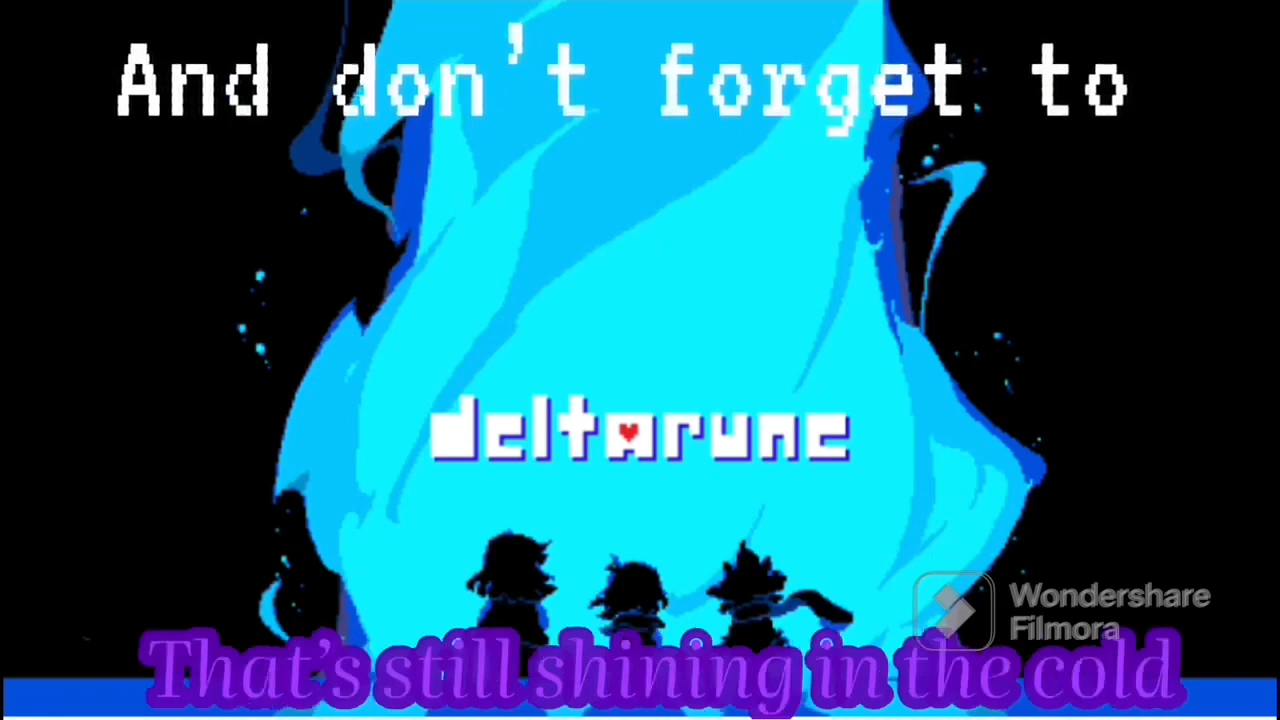 And don't forget to
deltarune
Wondershare
Filmora
That's still shining in the cold